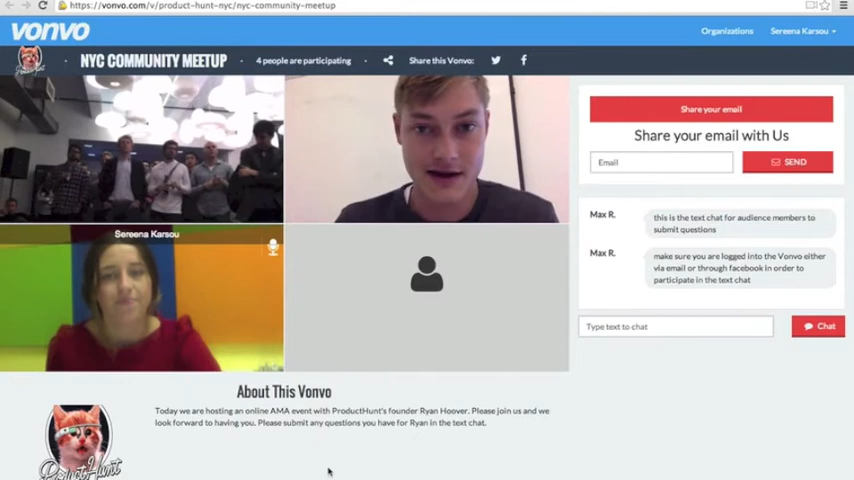 https://vonvo.com/v/product-hunt-nyc/nyc-community-meetup
vonvo
Organizations
Sereena Karsou
NYC COMMUNITY MEETUP
4 people are participating
Share this Vonvo:
Share your email
Share your email with Us
Email
SEND
Max R.
this is the text chat for audience members to
submit questions
Max R.
make sure you are logged into the Vonvo either
via email or through facebook in order to
participate in the text chat
Sereena Karsou
Type text to chat
Chat
About This Vonvo
Today we are hosting an online AMA event with ProductHunt's founder Ryan Hoover. Please join us and we
look forward to having you. Please submit any questions you have for Ryan in the text chat.
ProductHunt